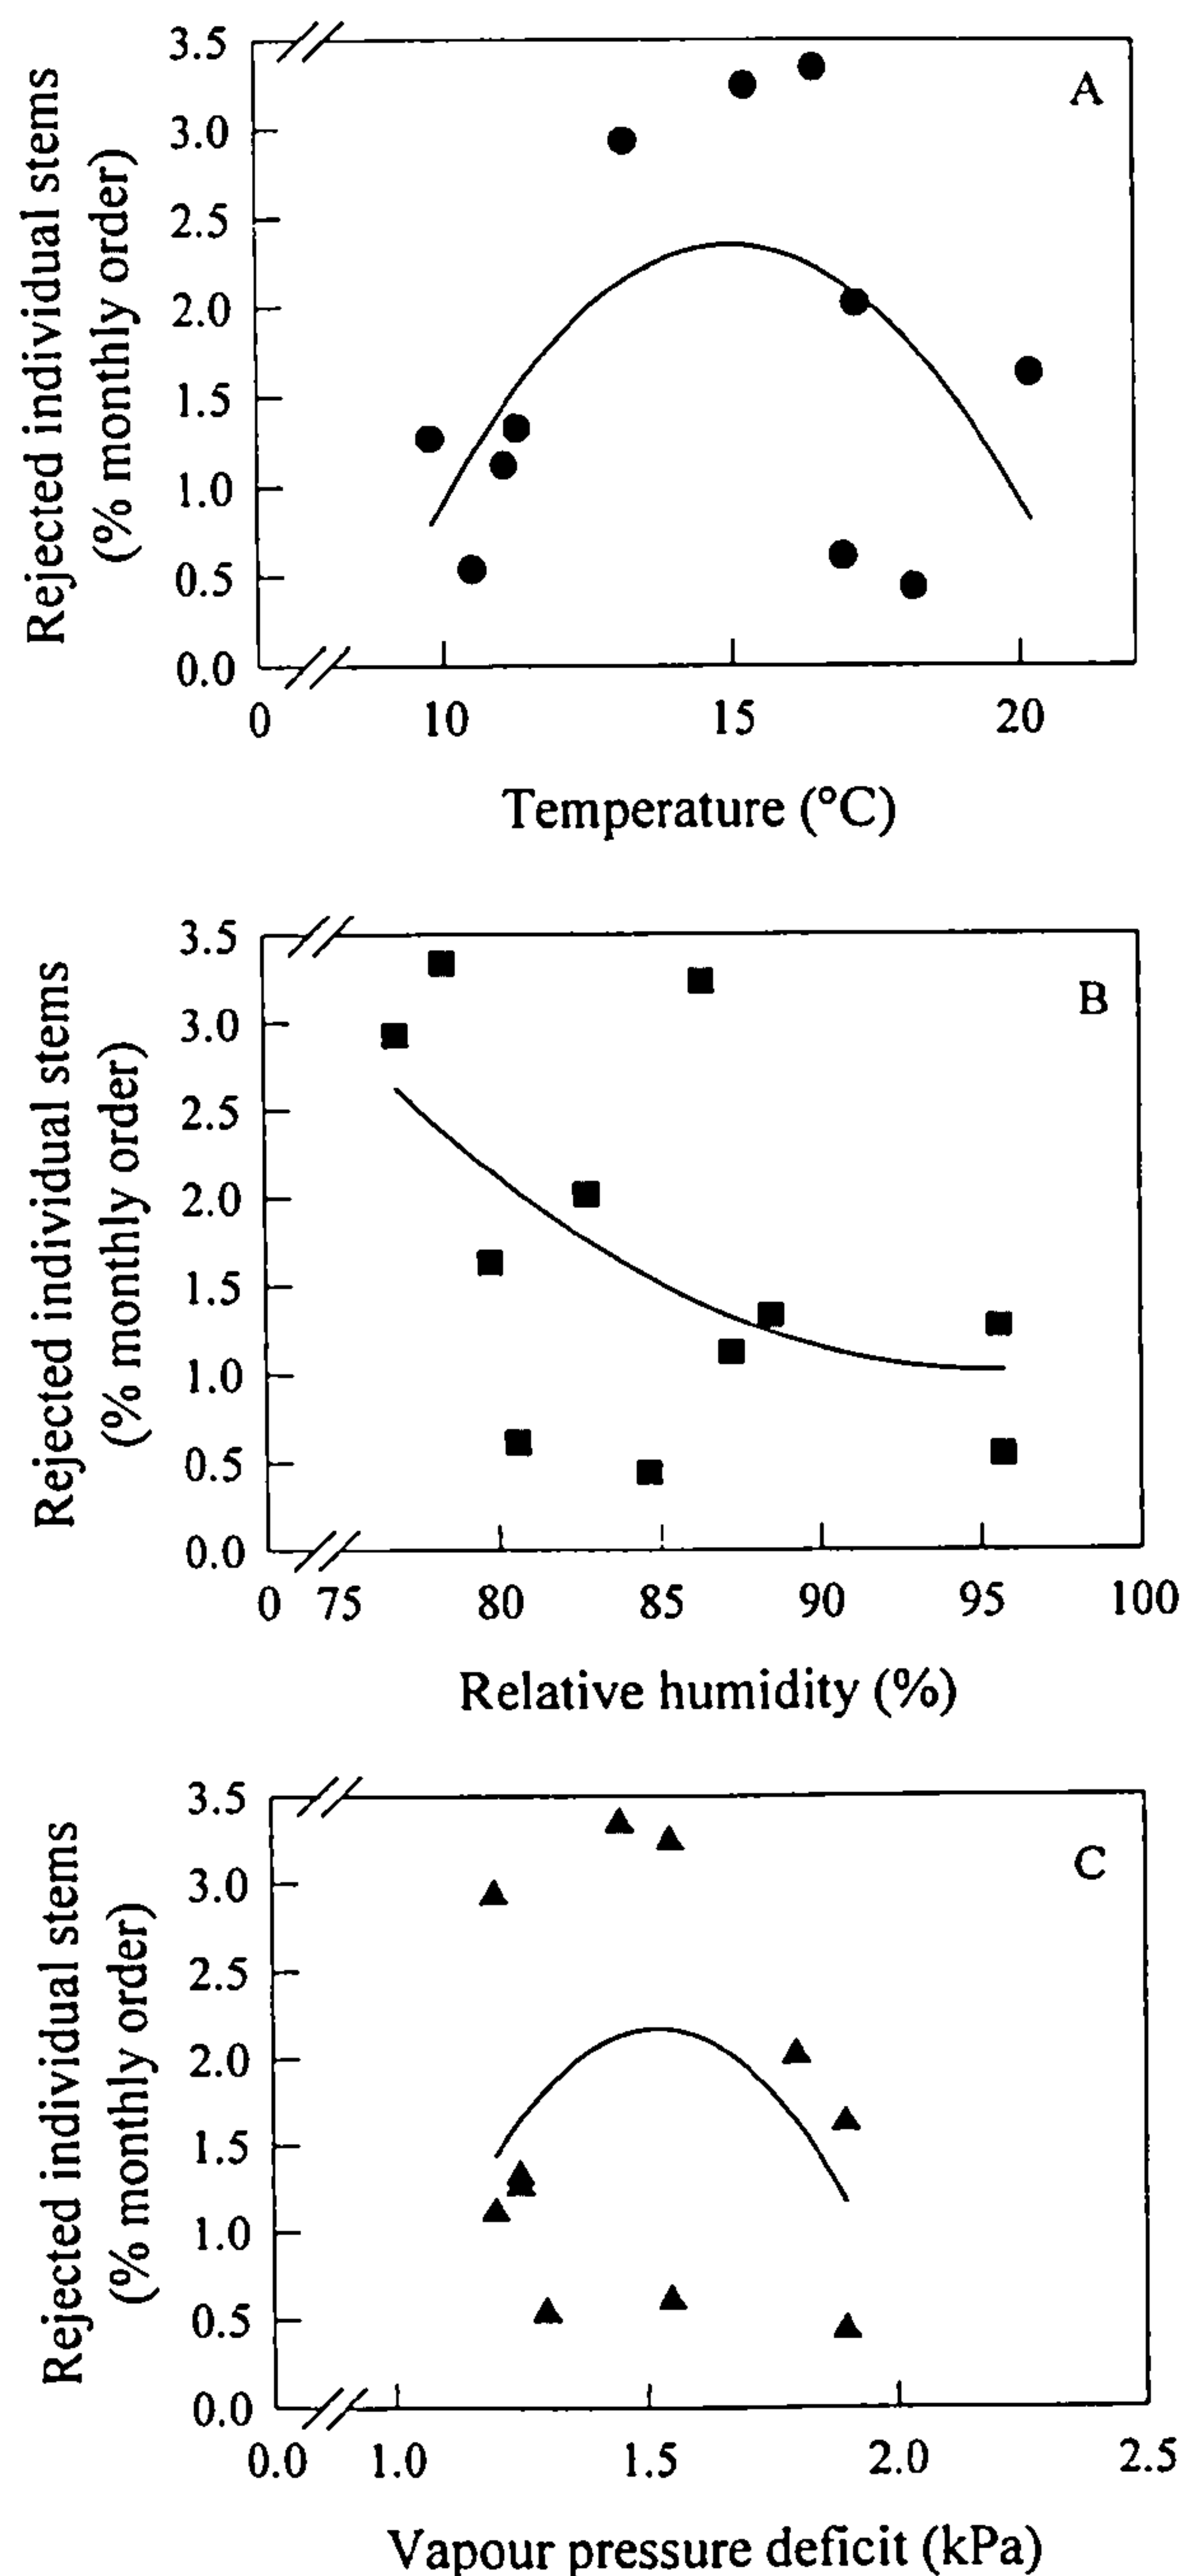 3.5
A
3.0
2.5
2.0
1.5
1.0
0.5
0.0
Rejected individual stems
(% monthly order)
0 10 15 20
Temperature (°C)
3.5
B
3.0
2.5
2.0
1.5
1.0
0.5
0.0
Rejected individual stems
(% monthly order)
0 75 80 85 90 95 100
Relative humidity (%)
3.5
C
3.0
2.5
2.0
1.5
1.0
0.5
0.0
Rejected individual stems
(% monthly order)
0.0 1.0 1.5 2.0 2.5
Vapour pressure deficit (kPa)